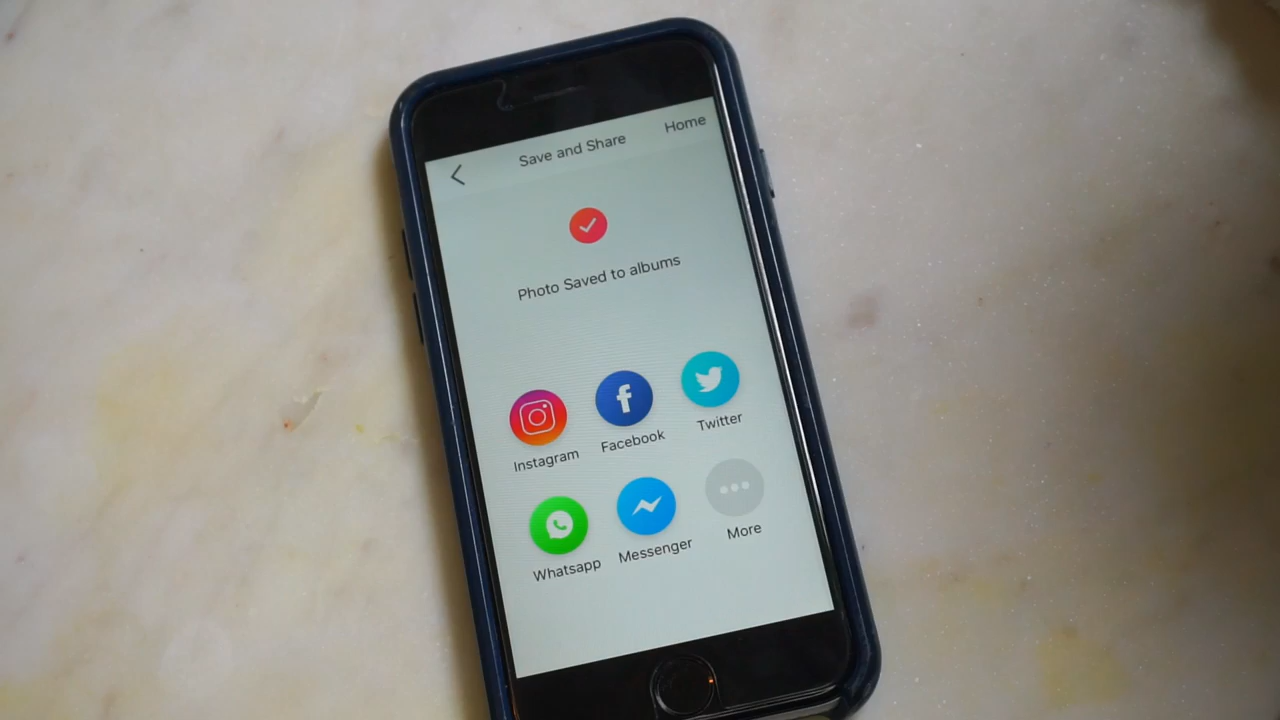 Save and Share
Home
Photo Saved to albums
Instagram
Facebook
Twitter
Whatsapp
Messenger
More